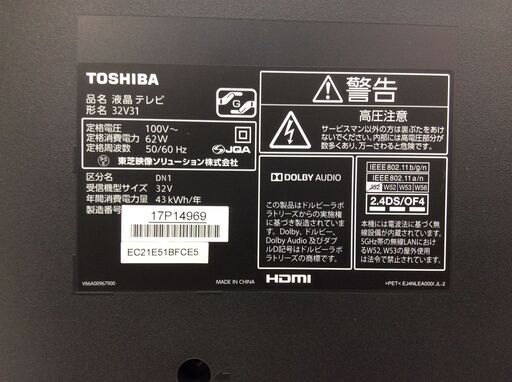 TOSHIBA
品名 液晶テレビ
形名 32V31
定格電圧 100V～
定格消費電力 62W
定格周波数 50/60 Hz
JQA
東芝映像ソリューション株式会社
DN1
受信機型サイズ 32V
年間消費電力量 43 kWh/年
製造番号
17P14969
EC21E51BFCE5
V66A00967900
MADE IN CHINA
警告
高圧注意
サービスマン以外の方は裏ぶたをあけ
ないでください。内部には高電圧部分が
数多くあり、万一さわると危険です。
DOLBY AUDIO
この製品はドルビーラボ
ラトリーズからの実施権
に基づき製造されています。
Dolby、ドルビー、
Dolby Audio 及びダブ
ルD記号はドルビーラボ
ラトリーズの商標です。
HDMI
IEEE802.11b/g/n
IEEE802.11a/n
J52 W52 W53 W56
2.4DS/OF4
本機には電波法に基づく無
線設備が内蔵されています。
5GHz帯の無線LANにおけ
るW52、W53の屋外使用
は法令で禁止されています。
>PET< EJ4NLEA000I JL-2